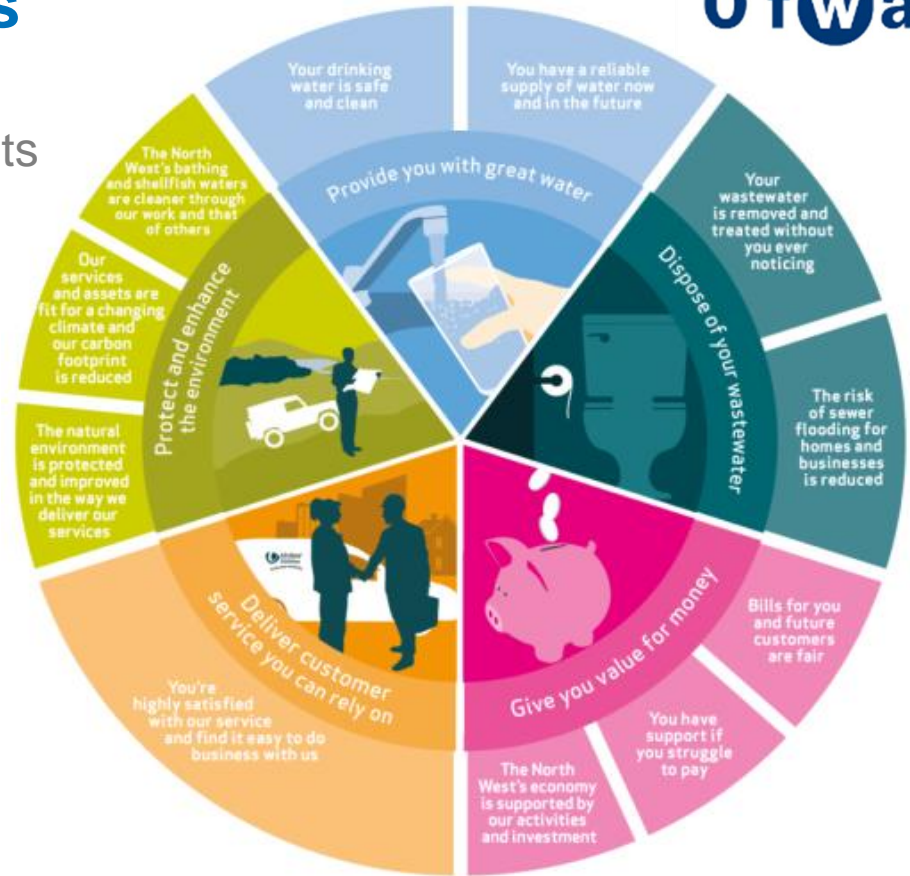 s
Ofwa
ts
Your drinking
water is safe
and clean
You have a reliable
supply of water now
and in the future
Provide you with great water
Your
wastewater
is removed and
treated without
you ever
noticing
The risk
of sewer
flooding for
homes and
businesses
is reduced
Dispose of your wastewater
Bills for you
and future
customers
are fair
You have
support if
you struggle
to pay
The North
West's economy
is supported by
our activities
and investment
Give you value for money
You're
highly satisfied
with our service
and find it easy to do
business with us
Deliver customer
service you can rely on
The natural
environment
is protected
and improved
in the way we
deliver our
services
Our
services
and assets are
fit for a changing
climate and
our carbon
footprint
is reduced
The North
West's bathing
and shellfish waters
are cleaner through
our work and that
of others
Protect and enhance
the environment